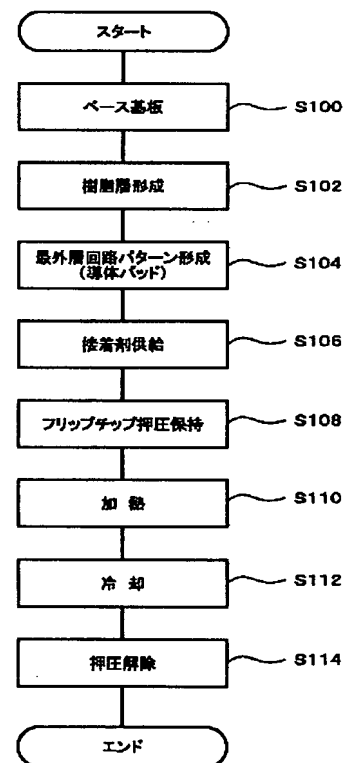 スタート
ベース基板 S100
樹脂層形成 S102
最外層回路パターン形成
(導体パッド) S104
接着剤供給 S106
フリップチップ押圧保持 S108
加 熱 S110
冷 却 S112
押圧解除 S114
エンド